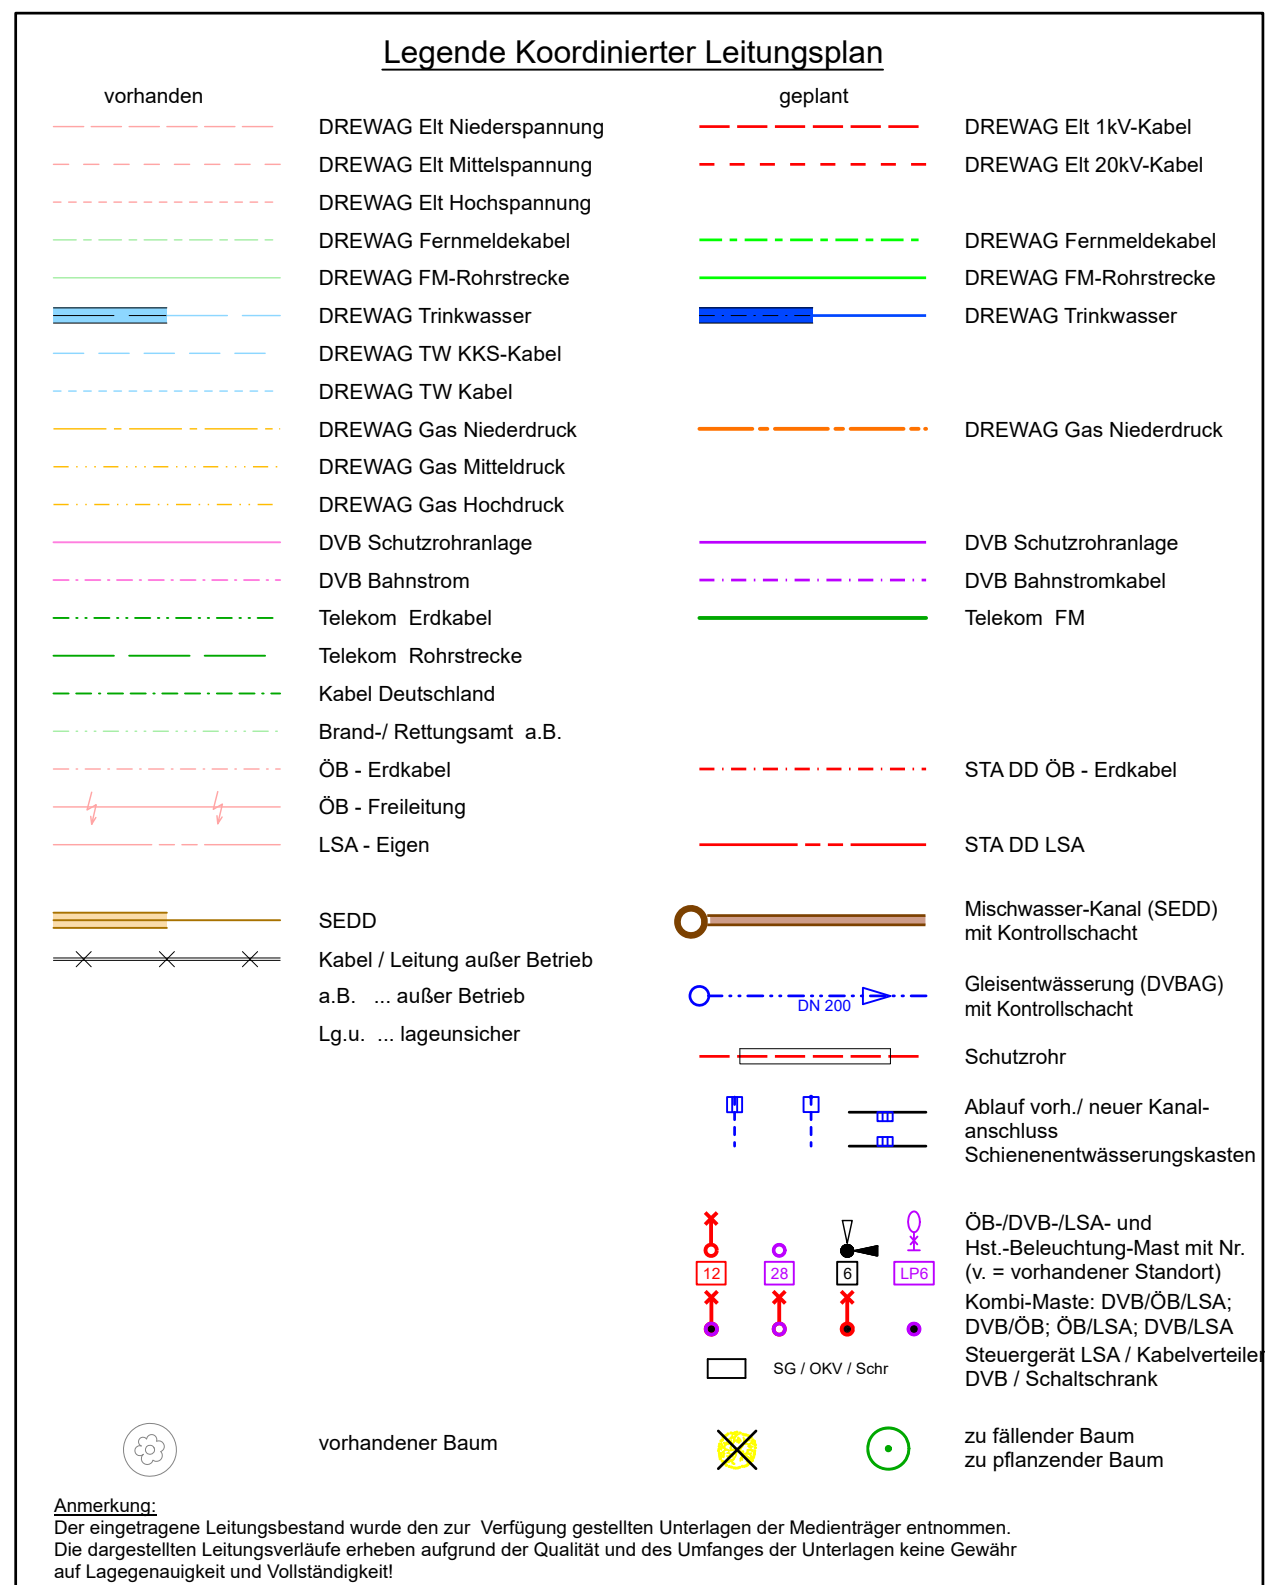 Legende Koordinierter Leitungsplan
vorhanden
DREWAG Elt Niederspannung
DREWAG Elt Mittelspannung
DREWAG Elt Hochspannung
DREWAG Fernmeldekabel
DREWAG FM-Rohrstrecke
DREWAG Trinkwasser
DREWAG TW KKS-Kabel
DREWAG TW Kabel
DREWAG Gas Niederdruck
DREWAG Gas Mitteldruck
DREWAG Gas Hochdruck
DVB Schutzrohranlage
DVB Bahnstrom
Telekom Erdkabel
Telekom Rohrstrecke
Kabel Deutschland
Brand-/ Rettungsamt a.B.
ÖB - Erdkabel
ÖB - Freileitung
LSA - Eigen
SEDD
Kabel / Leitung außer Betrieb
a.B. ... außer Betrieb
Lg.u. ... lageunsicher
vorhandener Baum
geplant
DREWAG Elt 1kV-Kabel
DREWAG Elt 20kV-Kabel
DREWAG Fernmeldekabel
DREWAG FM-Rohrstrecke
DREWAG Trinkwasser
DREWAG Gas Niederdruck
DVB Schutzrohranlage
DVB Bahnstromkabel
Telekom FM
STA DD ÖB - Erdkabel
STA DD LSA
Mischwasser-Kanal (SEDD)
mit Kontrollschacht
DN 200
Gleisentwässerung (DVBAG)
mit Kontrollschacht
Schutzrohr
Ablauf vorh./ neuer Kanal-
anschluss
Schienenentwässerungskasten
12 28 6 LP6
ÖB-/DVB-/LSA- und
Hst.-Beleuchtung-Mast mit Nr.
(v. = vorhandener Standort)
Kombi-Maste: DVB/ÖB/LSA;
DVB/ÖB; ÖB/LSA; DVB/LSA
SG / OKV / Schr
Steuergerät LSA / Kabelverteiler
DVB / Schaltschrank
zu fällender Baum
zu pflanzender Baum
Anmerkung:
Der eingetragene Leitungsbestand wurde den zur Verfügung gestellten Unterlagen der Medienträger entnommen.
Die dargestellten Leitungsverläufe erheben aufgrund der Qualität und des Umfanges der Unterlagen keine Gewähr
auf Lagegenauigkeit und Vollständigkeit!